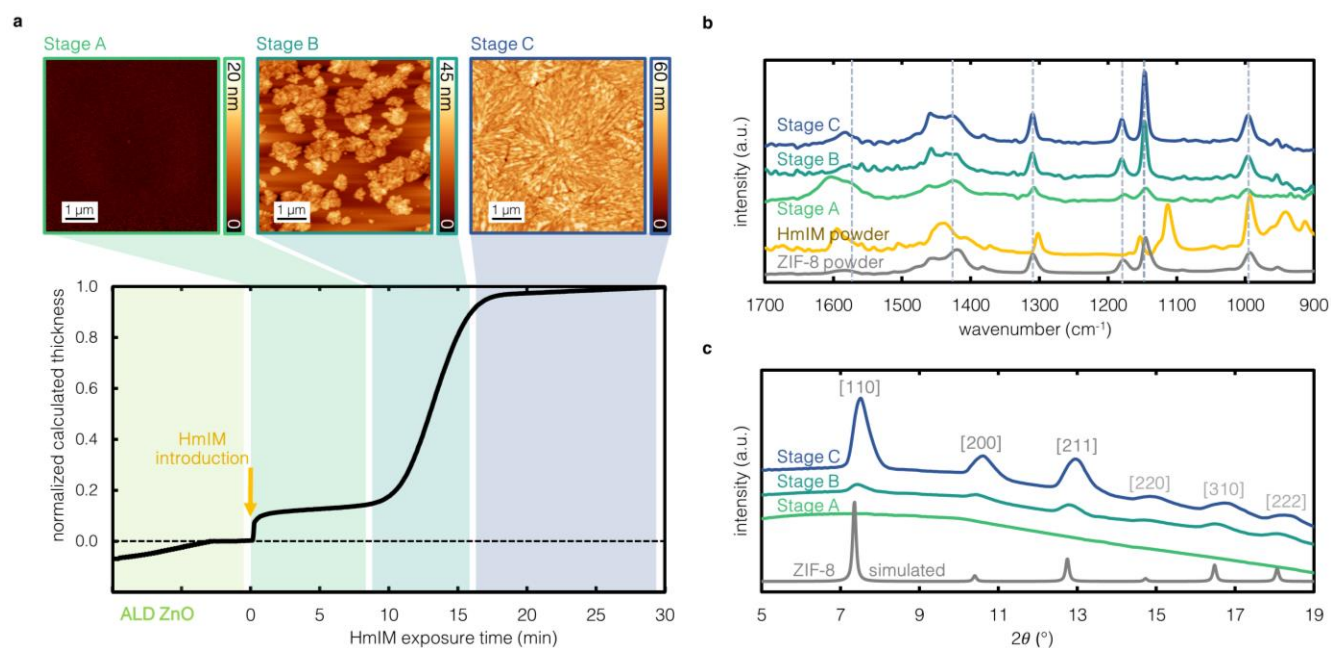 a
Stage A
Stage B
Stage C
20 nm
0
45 nm
0
60 nm
0
1 µm
1 µm
1 µm
normalized calculated thickness
1.0
0.8
0.6
0.4
0.2
0.0
HmIM
introduction
ALD ZnO
0
5
10
15
20
25
30
HmIM exposure time (min)
b
intensity (a.u.)
Stage C
Stage B
Stage A
HmIM powder
ZIF-8 powder
1700
1600
1500
1400
1300
1200
1100
1000
900
wavenumber (cm⁻¹)
c
intensity (a.u.)
[110]
[200]
[211]
[220]
[310]
[222]
Stage C
Stage B
Stage A
ZIF-8
simulated
5
7
9
11
13
15
17
19
2θ (°)